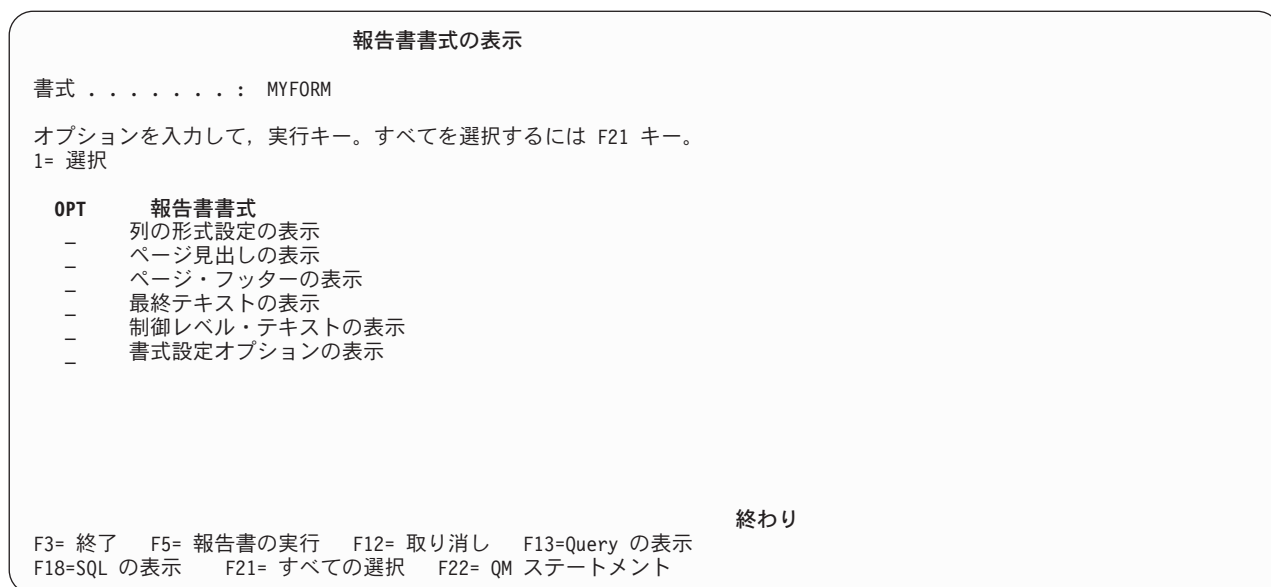 報告書書式の表示
書式 . . . . . . . : MYFORM
オプションを入力して, 実行キー。すべてを選択するには F21 キー。
1= 選択
OPT 報告書書式
_ 列の形式設定の表示
_ ページ見出しの表示
_ ページ・フッターの表示
_ 最終テキストの表示
_ 制御レベル・テキストの表示
_ 書式設定オプションの表示
終わり
F3= 終了 F5= 報告書の実行 F12= 取り消し F13=Query の表示
F18=SQL の表示 F21= すべての選択 F22= QM ステートメント